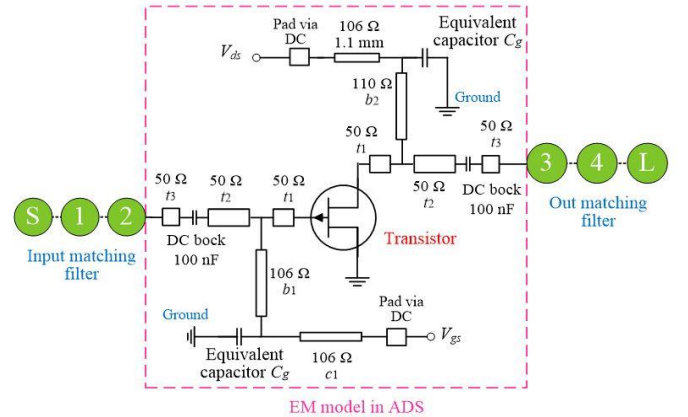 Pad via
DC
106 Ω
1.1 mm
Equivalent
capacitor Cg
Vds
110 Ω
b2
Ground
50 Ω
t1
50 Ω
t3
50 Ω
t3
50 Ω
t2
50 Ω
t1
50 Ω
t2
DC bock
100 nF
S
1
2
3
4
L
Input matching
filter
DC bock
100 nF
Transistor
Out matching
filter
106 Ω
b1
Ground
Pad via
DC
Vgs
Equivalent
capacitor Cg
106 Ω
c1
EM model in ADS